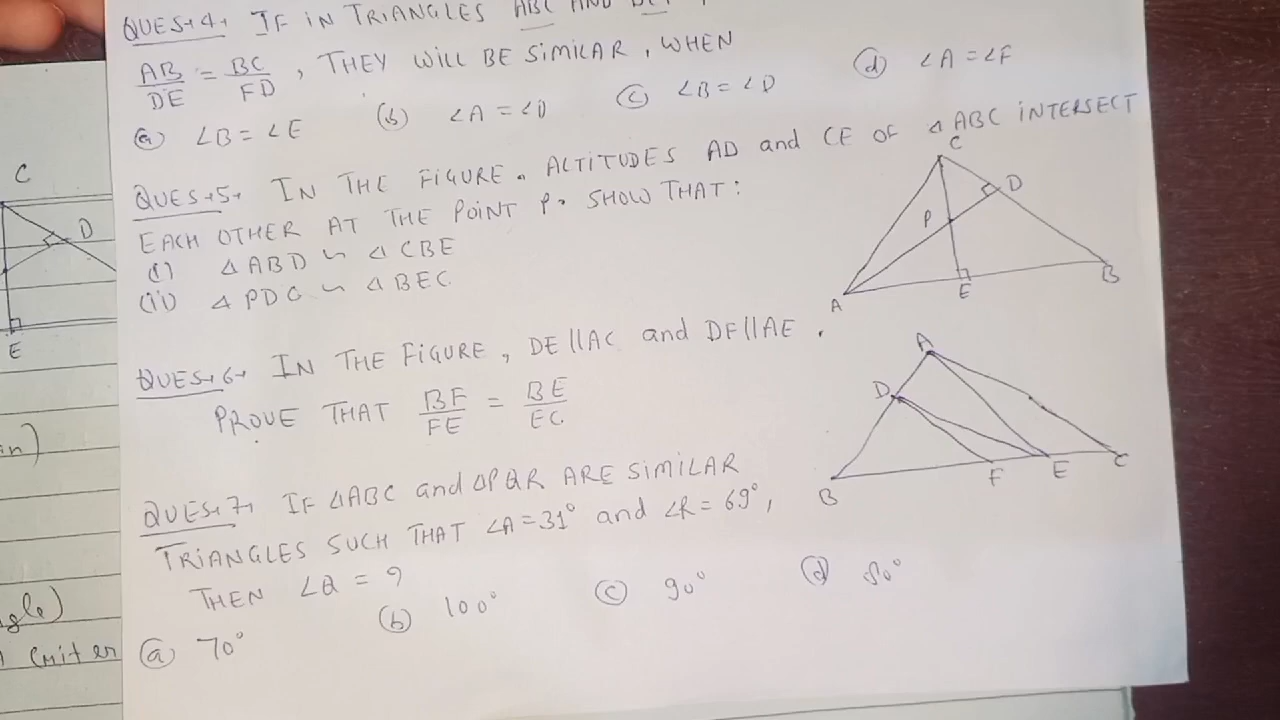 QUES→4→ IF IN TRIANGLES ABC AND
AB/DE = BC/FD , THEY WILL BE SIMILAR , WHEN
(a) ∠B = ∠E (b) ∠A = ∠D (c) ∠B = ∠D (d) ∠A = ∠F
QUES→5→ IN THE FIGURE. ALTITUDES AD and CE OF △ABC INTERSECT
EACH OTHER AT THE POINT P. SHOW THAT :
(i) △ABD ∽ △CBE
(ii) △PDC ∽ △BEC
C
D
P
A
E
B
QUES→6→ IN THE FIGURE , DE||AC and DF||AE .
PROVE THAT BF/FE = BE/EC
A
D
B
F
E
C
QUES→7→ IF △ABC and △PQR ARE SIMILAR
TRIANGLES SUCH THAT ∠A = 31° and ∠R = 69° ,
THEN ∠Q = ?
(a) 70° (b) 100° (c) 90° (d) 80°
C
D
E